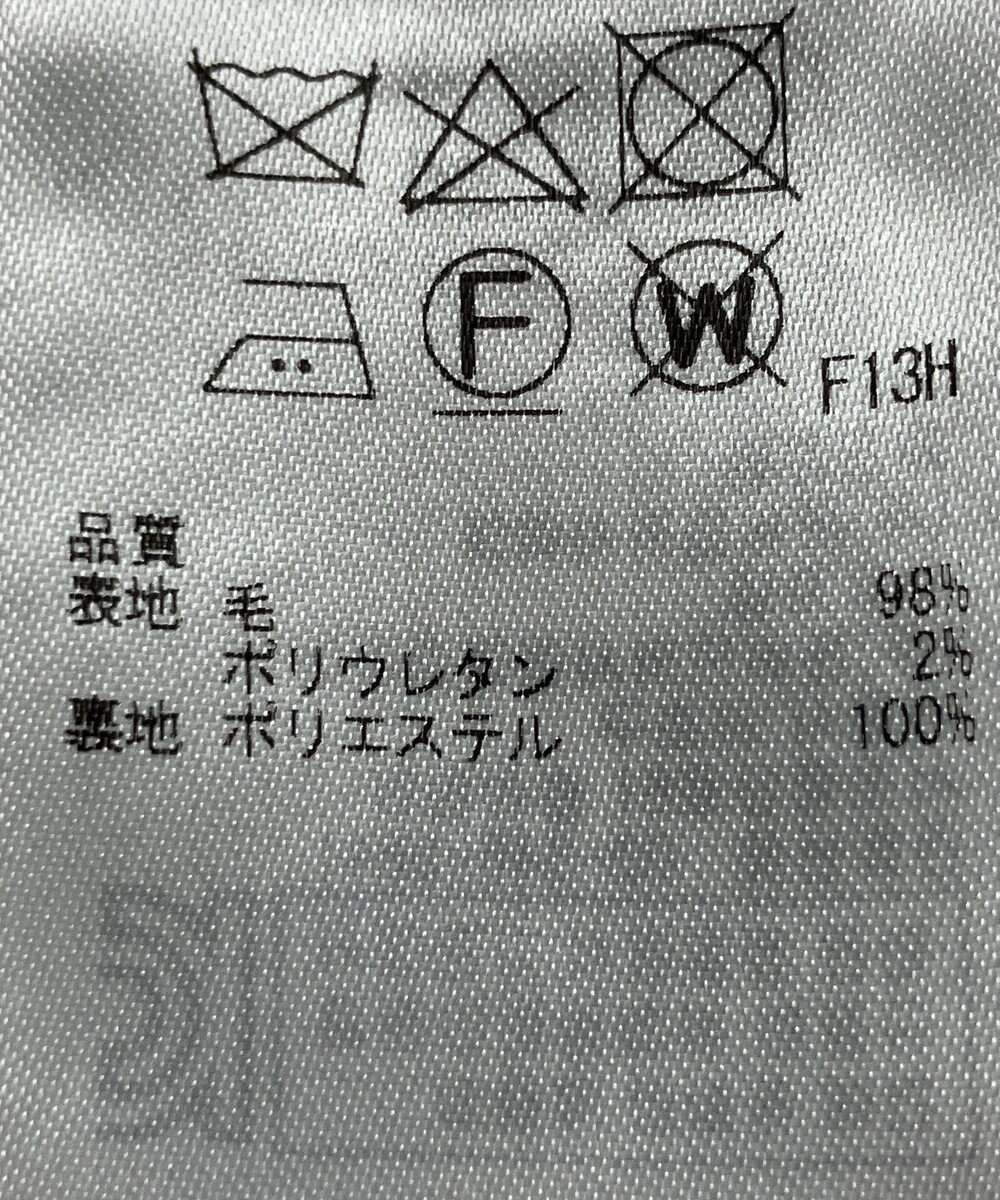 F
W
F13H
品質
表地 毛 98%
ポリウレタン 2%
裏地 ポリエステル 100%